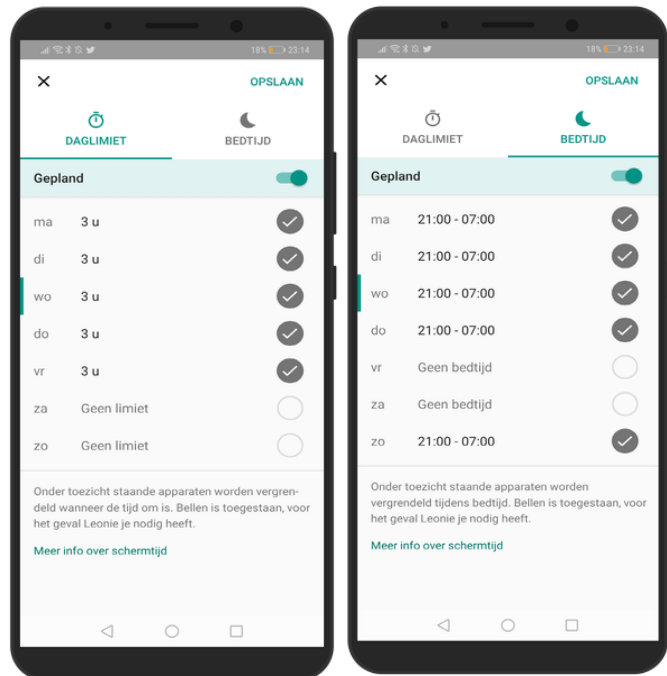 18% 23:14
OPSLAAN
DAGLIMIET
BEDTIJD
Gepland
ma 3 u
di 3 u
wo 3 u
do 3 u
vr 3 u
za Geen limiet
zo Geen limiet
Onder toezicht staande apparaten worden vergren-
deld wanneer de tijd om is. Bellen is toegestaan, voor
het geval Leonie je nodig heeft.
Meer info over schermtijd
18% 23:14
OPSLAAN
DAGLIMIET
BEDTIJD
Gepland
ma 21:00 - 07:00
di 21:00 - 07:00
wo 21:00 - 07:00
do 21:00 - 07:00
vr Geen bedtijd
za Geen bedtijd
zo 21:00 - 07:00
Onder toezicht staande apparaten worden
vergrendeld tijdens bedtijd. Bellen is toegestaan, voor
het geval Leonie je nodig heeft.
Meer info over schermtijd